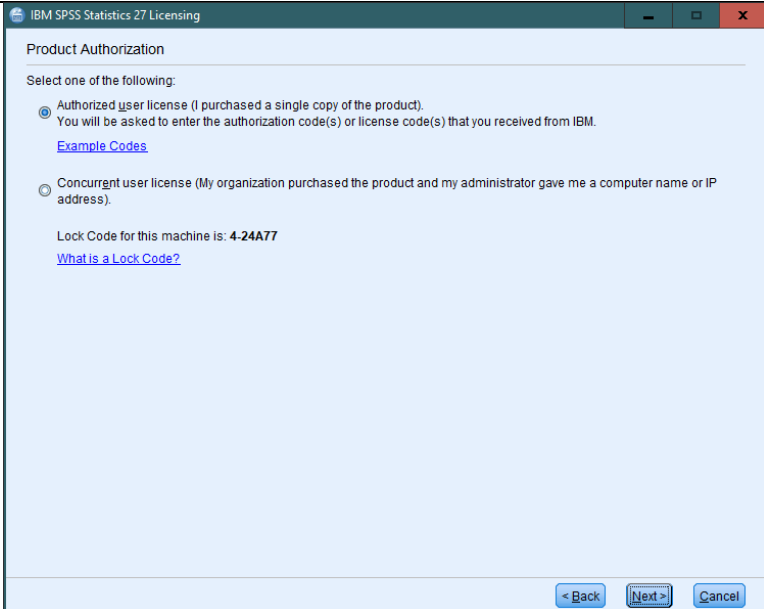 IBM SPSS Statistics 27 Licensing
Product Authorization
Select one of the following:
Authorized user license (I purchased a single copy of the product).
You will be asked to enter the authorization code(s) or license code(s) that you received from IBM.
Example Codes
Concurrent user license (My organization purchased the product and my administrator gave me a computer name or IP
address).
Lock Code for this machine is: 4-24A77
What is a Lock Code?
< Back Next > Cancel